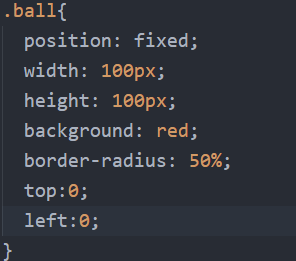 .ball{
  position: fixed;
  width: 100px;
  height: 100px;
  background: red;
  border-radius: 50%;
  top:0;
  left:0;
}